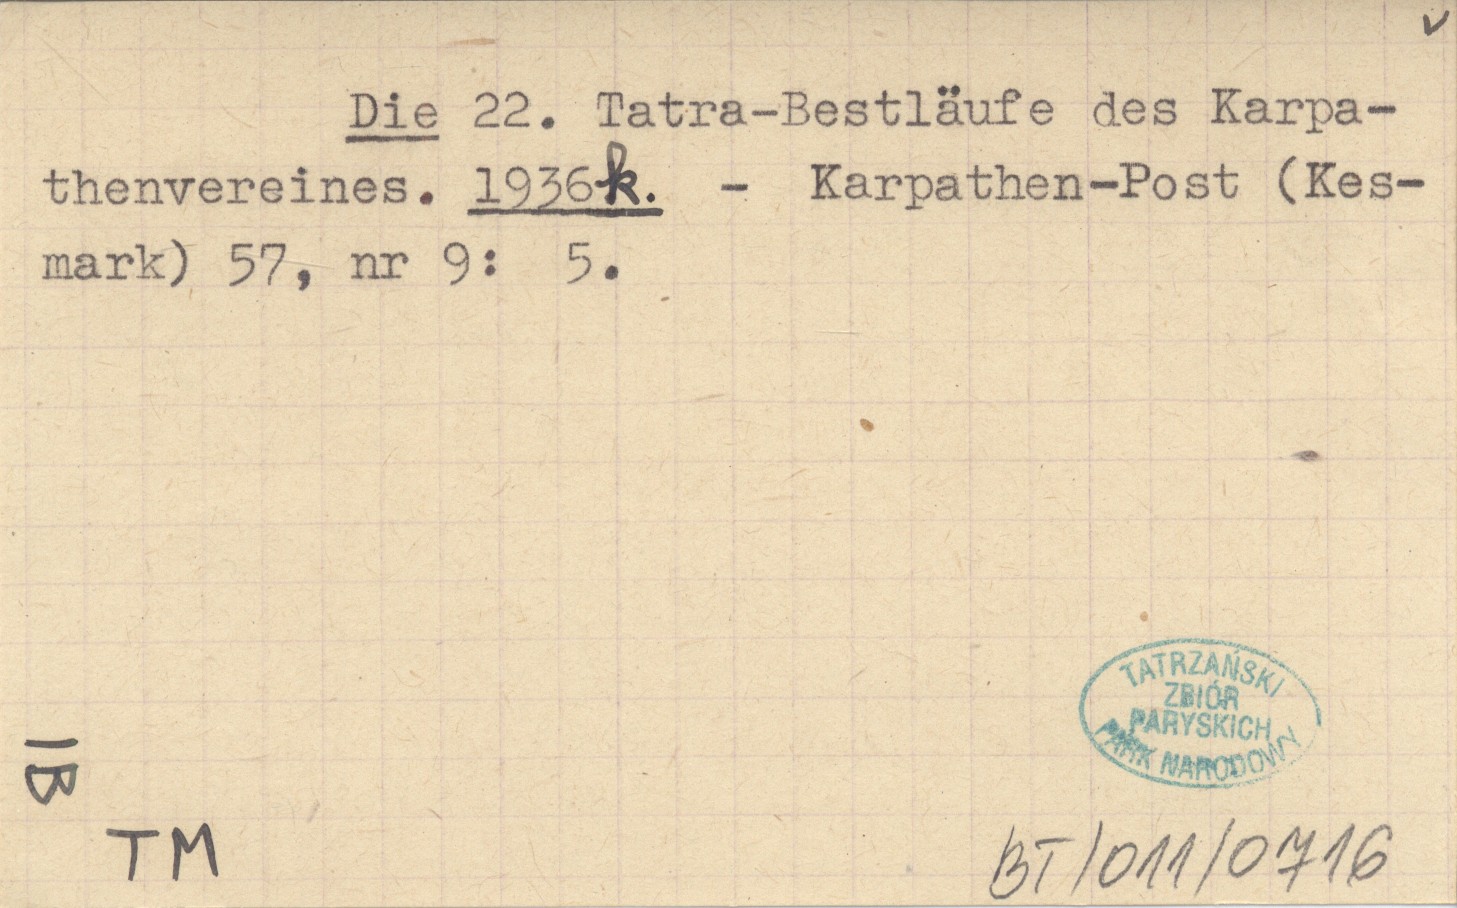 v
Die 22. Tatra-Bestläufe des Karpa-
thenvereines. 1936k. - Karpathen-Post (Kes-
mark) 57, nr 9: 5.
TATRZAŃSKI
ZBIÓR
PARYSKICH
PARK NARODOWY
IB
TM
BT/011/0716